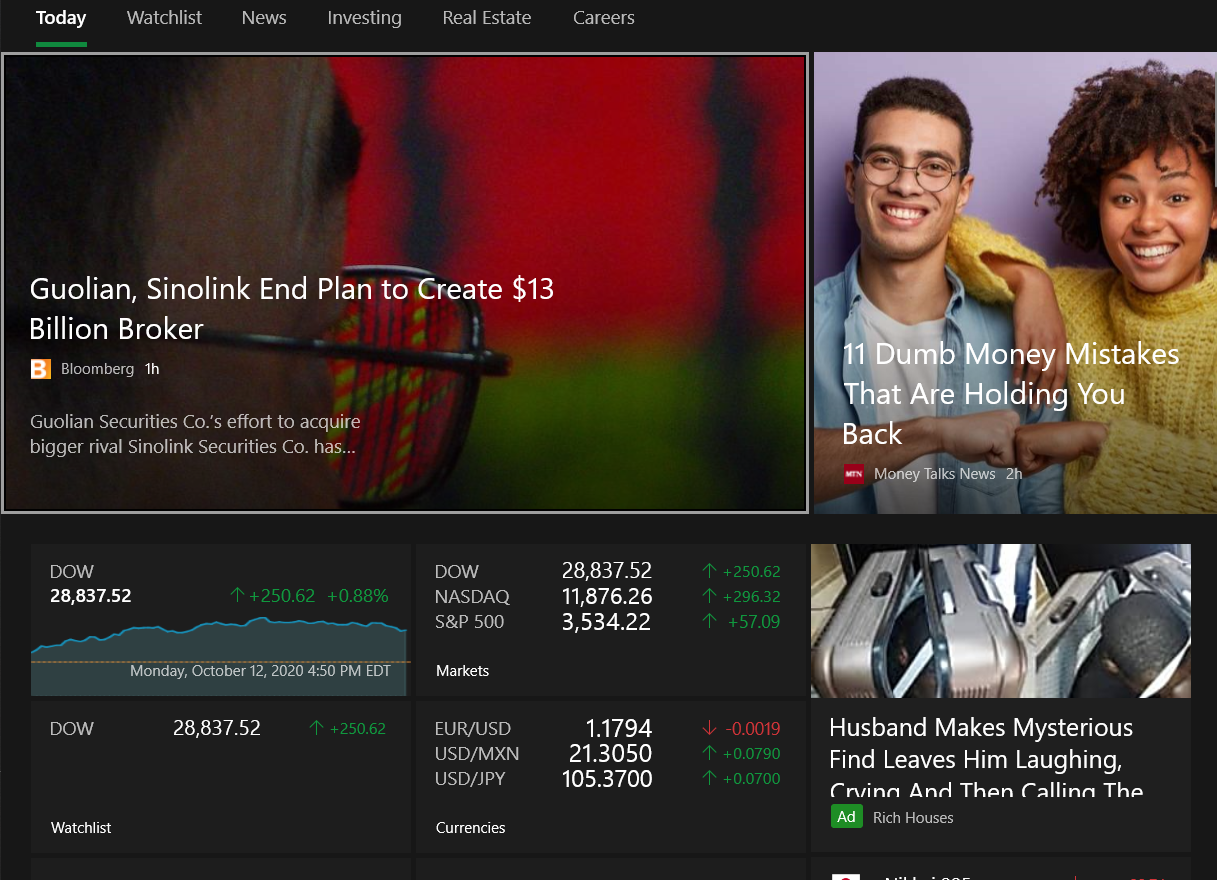 Today Watchlist News Investing Real Estate Careers
Guolian, Sinolink End Plan to Create $13
Billion Broker
B Bloomberg 1h
Guolian Securities Co.’s effort to acquire
bigger rival Sinolink Securities Co. has...
11 Dumb Money Mistakes
That Are Holding You
Back
MTN Money Talks News 2h
DOW
28,837.52 ↑ +250.62 +0.88%
Monday, October 12, 2020 4:50 PM EDT
DOW 28,837.52 ↑ +250.62
NASDAQ 11,876.26 ↑ +296.32
S&P 500 3,534.22 ↑ +57.09
Markets
DOW 28,837.52 ↑ +250.62
Watchlist
EUR/USD 1.1794 ↓ -0.0019
USD/MXN 21.3050 ↑ +0.0790
USD/JPY 105.3700 ↑ +0.0700
Currencies
Husband Makes Mysterious
Find Leaves Him Laughing,
Crying And Then Calling The
Ad Rich Houses